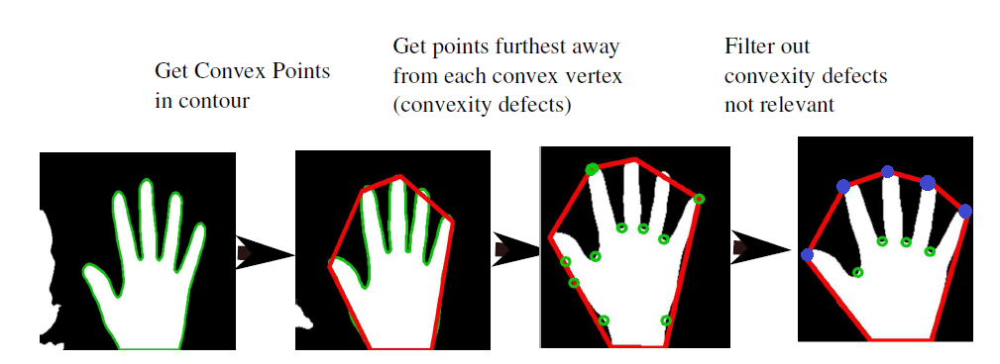 Get Convex Points
in contour
Get points furthest away
from each convex vertex
(convexity defects)
Filter out
convexity defects
not relevant